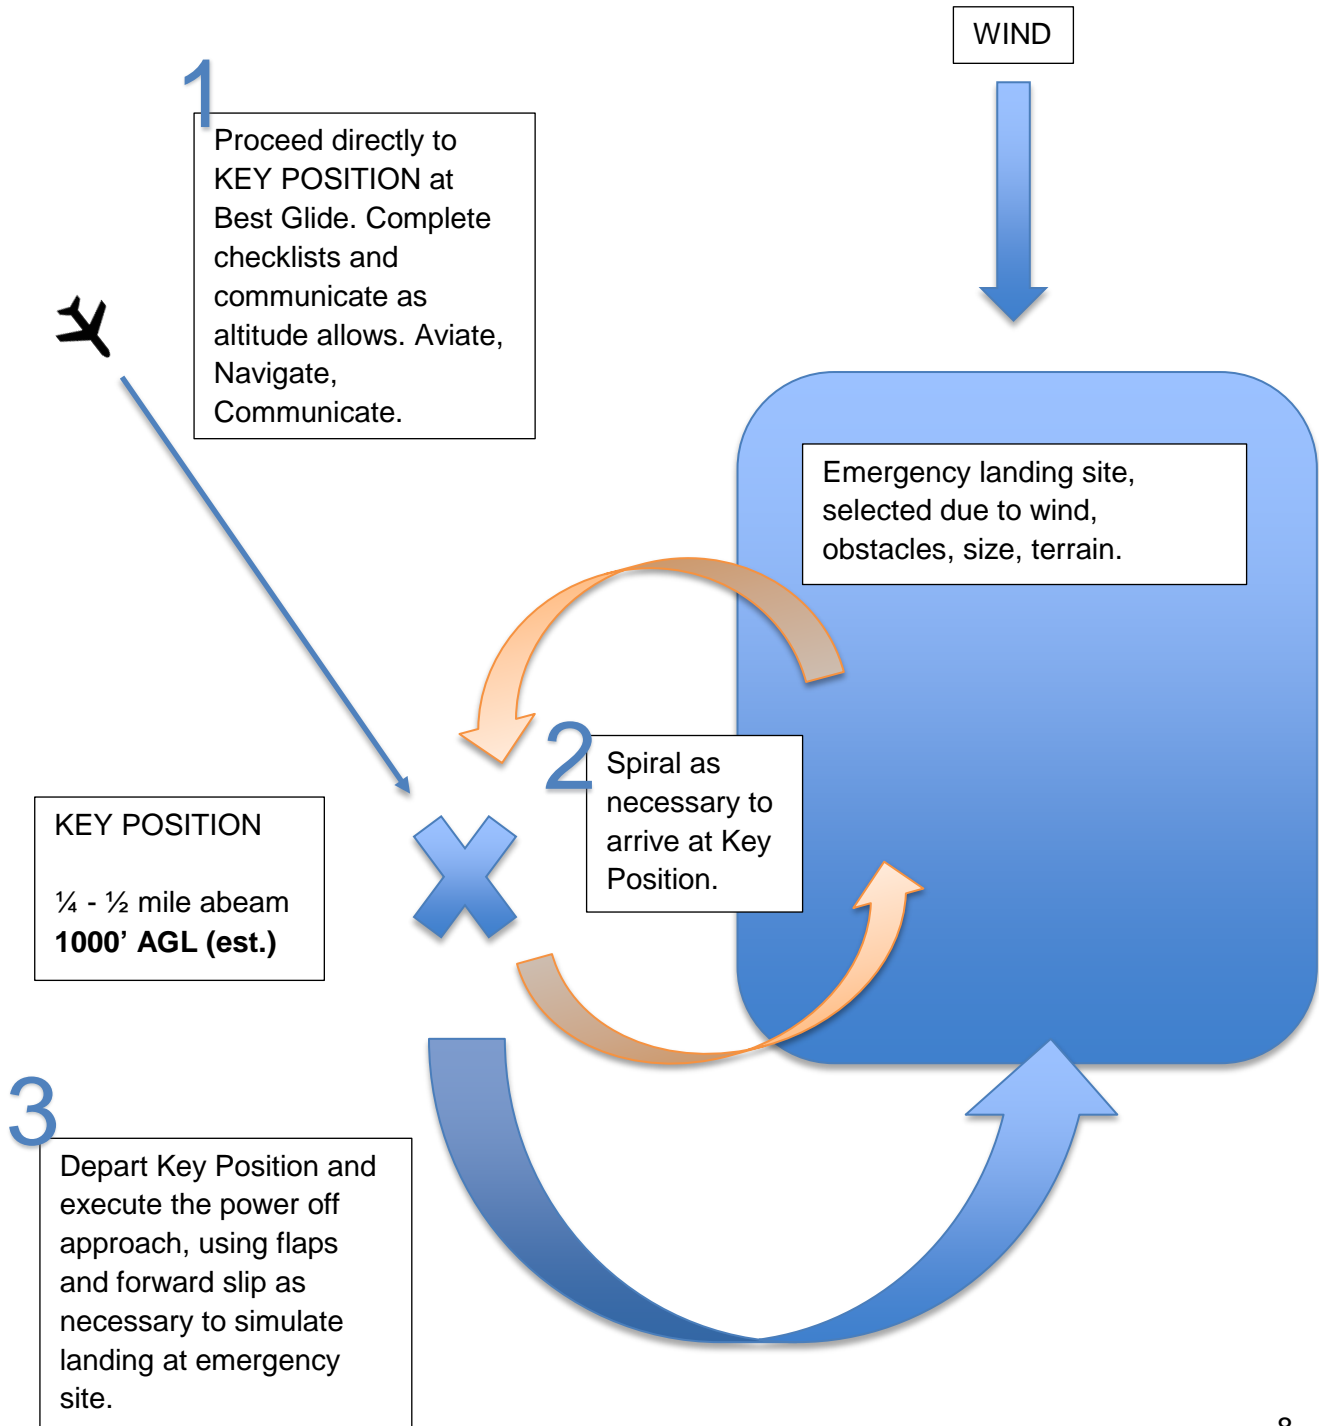 WIND
1
Proceed directly to
KEY POSITION at
Best Glide. Complete
checklists and
communicate as
altitude allows. Aviate,
Navigate,
Communicate.
Emergency landing site,
selected due to wind,
obstacles, size, terrain.
2
Spiral as
necessary to
arrive at Key
Position.
KEY POSITION
¼ - ½ mile abeam
1000’ AGL (est.)
3
Depart Key Position and
execute the power off
approach, using flaps
and forward slip as
necessary to simulate
landing at emergency
site.